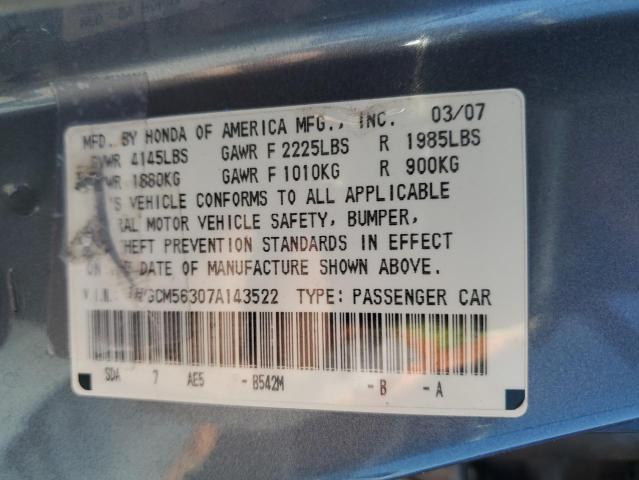 MFD. BY HONDA OF AMERICA MFG., INC. 03/07
4145LBS GAWR F 2225LBS R 1985LBS
1880KG GAWR F 1010KG R 900KG
VEHICLE CONFORMS TO ALL APPLICABLE
MOTOR VEHICLE SAFETY, BUMPER,
PREVENTION STANDARDS IN EFFECT
ON DATE OF MANUFACTURE SHOWN ABOVE.
V.I.N. GCM56307A143522 TYPE: PASSENGER CAR
SDA 7 AE5 - B542M - B - A